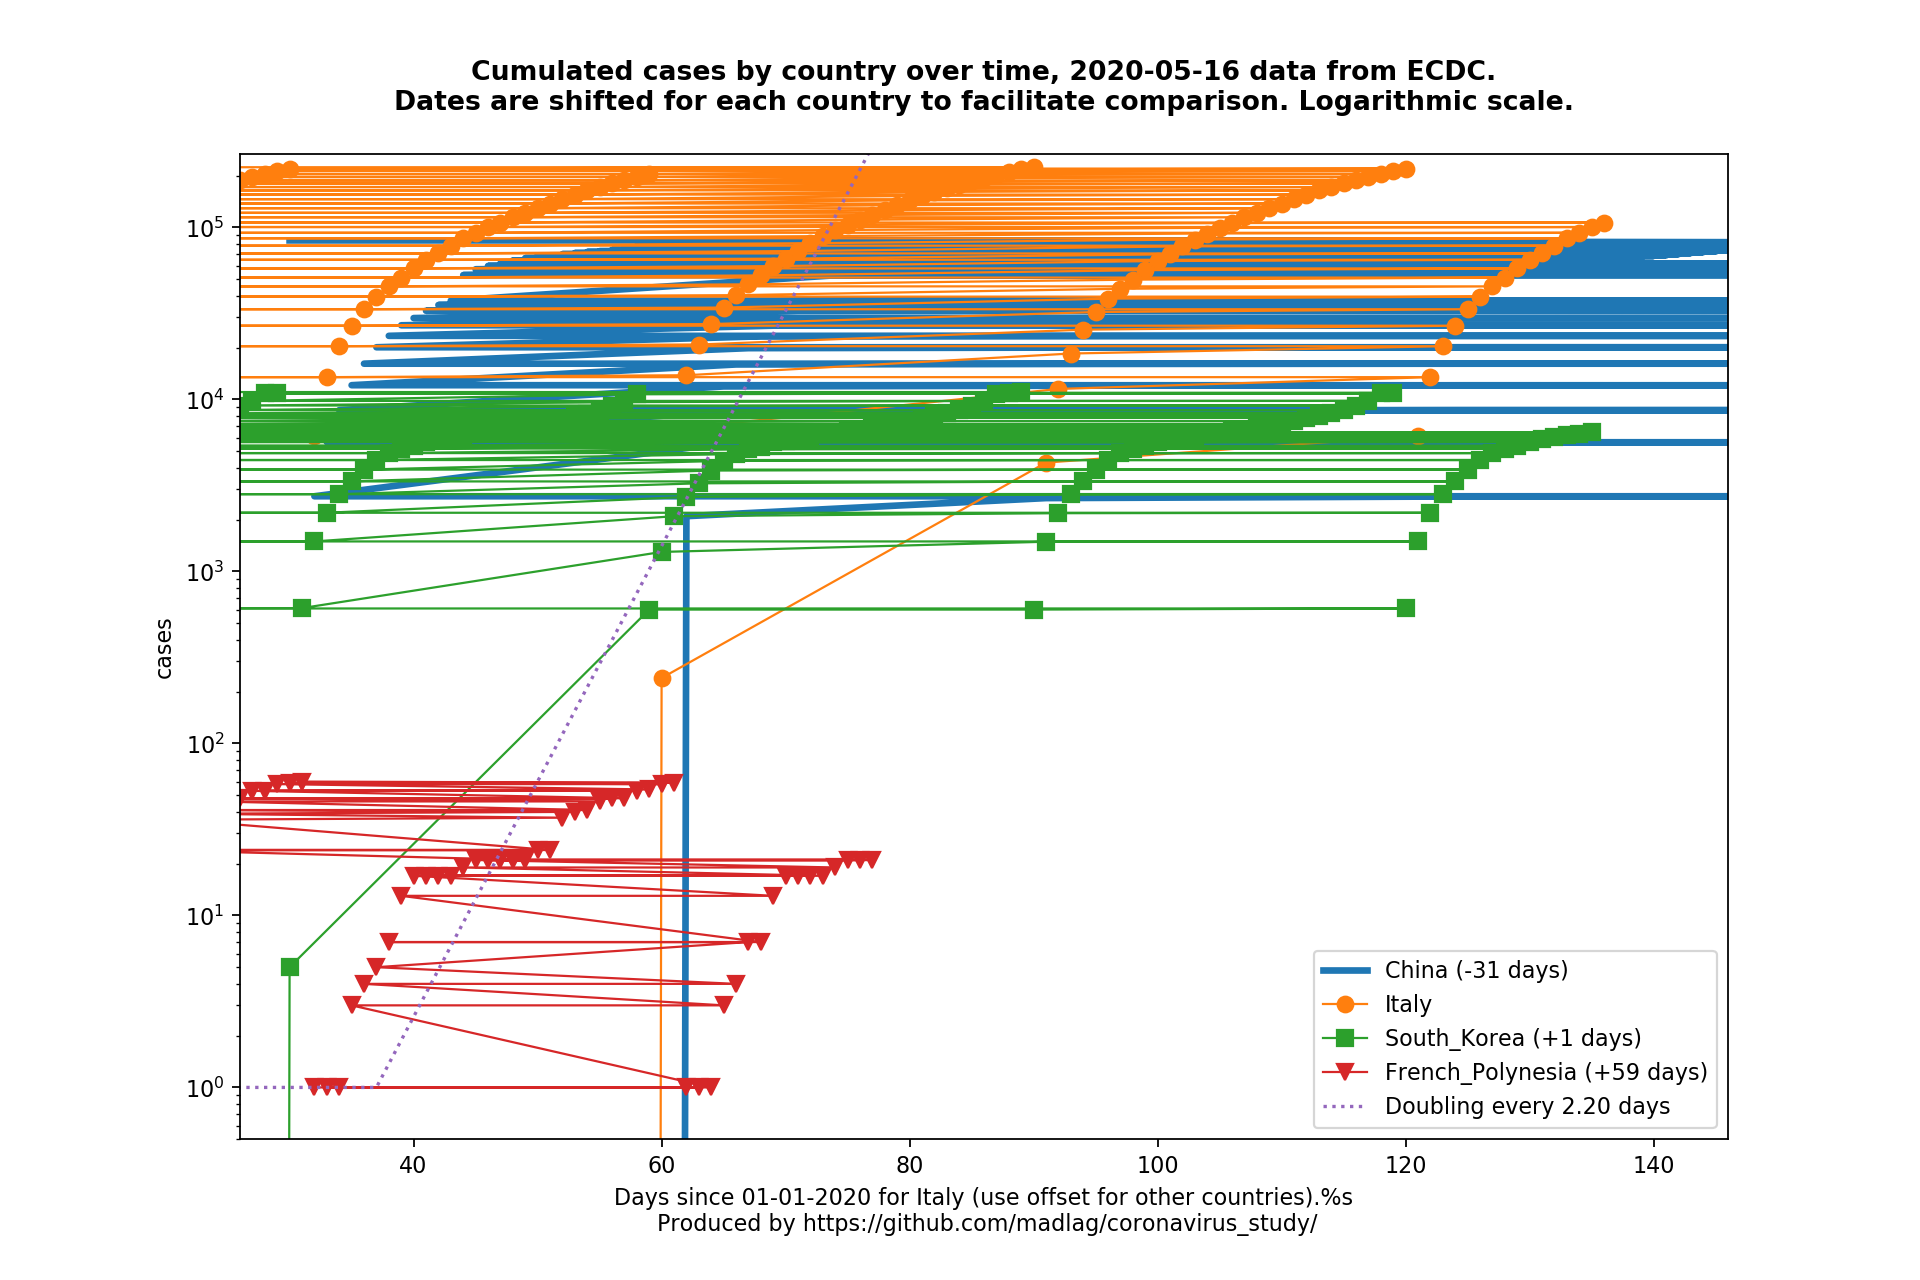 Cumulated cases by country over time, 2020-05-16 data from ECDC.
Dates are shifted for each country to facilitate comparison. Logarithmic scale.
10^5
10^4
10^3
10^2
10^1
10^0
cases
40 60 80 100 120 140
China (-31 days)
Italy
South_Korea (+1 days)
French_Polynesia (+59 days)
Doubling every 2.20 days
Days since 01-01-2020 for Italy (use offset for other countries).%s
Produced by https://github.com/madlag/coronavirus_study/